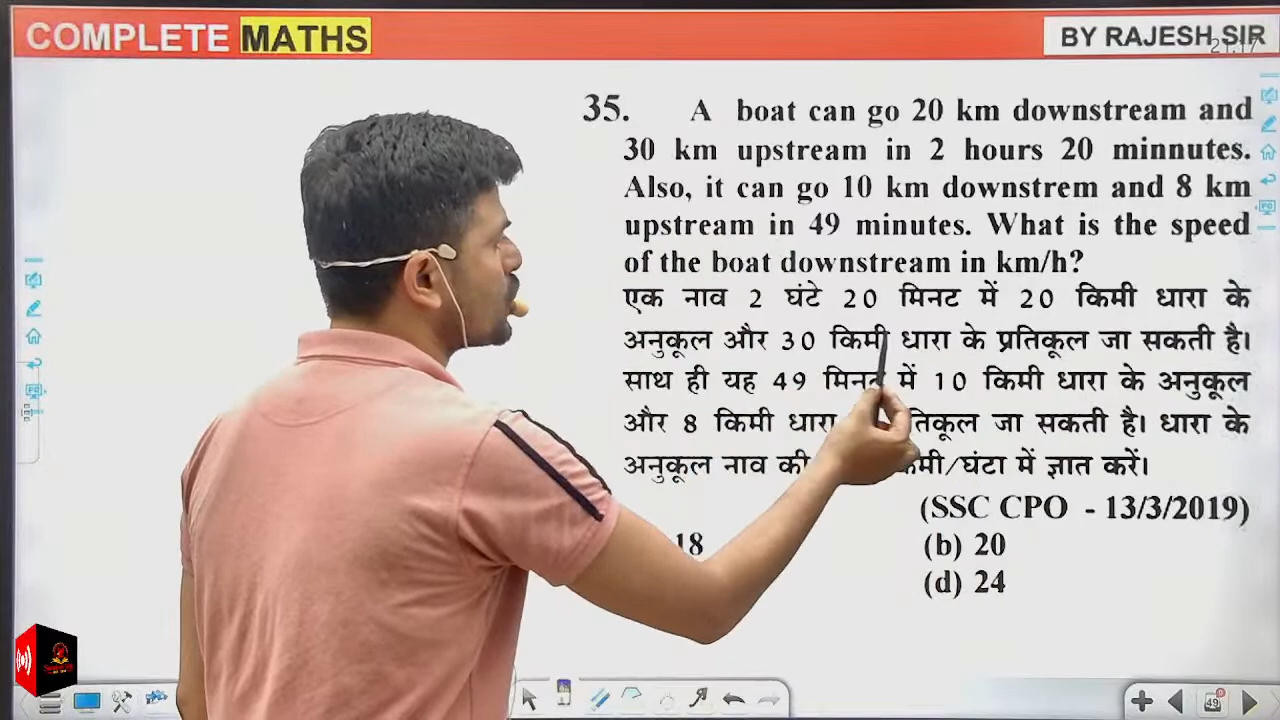 COMPLETE MATHS
BY RAJESH SIR
21:17
35. A boat can go 20 km downstream and
30 km upstream in 2 hours 20 minnutes.
Also, it can go 10 km downstrem and 8 km
upstream in 49 minutes. What is the speed
of the boat downstream in km/h?
एक नाव 2 घंटे 20 मिनट में 20 किमी धारा के
अनुकूल और 30 किमी धारा के प्रतिकूल जा सकती है।
साथ ही यह 49 मिनट में 10 किमी धारा के अनुकूल
और 8 किमी धारा जा सकती है। धारा के
अनुकूल नाव की /घंटा में ज्ञात करें।
(SSC CPO - 13/3/2019)
18
(b) 20
(d) 24
49